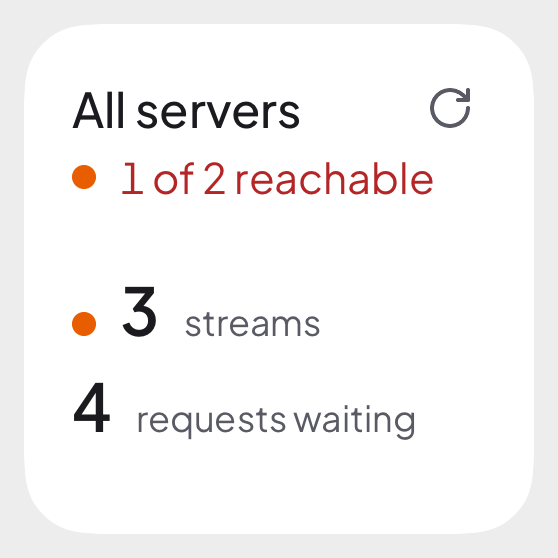 All servers
1 of 2 reachable
3 streams
4 requests waiting